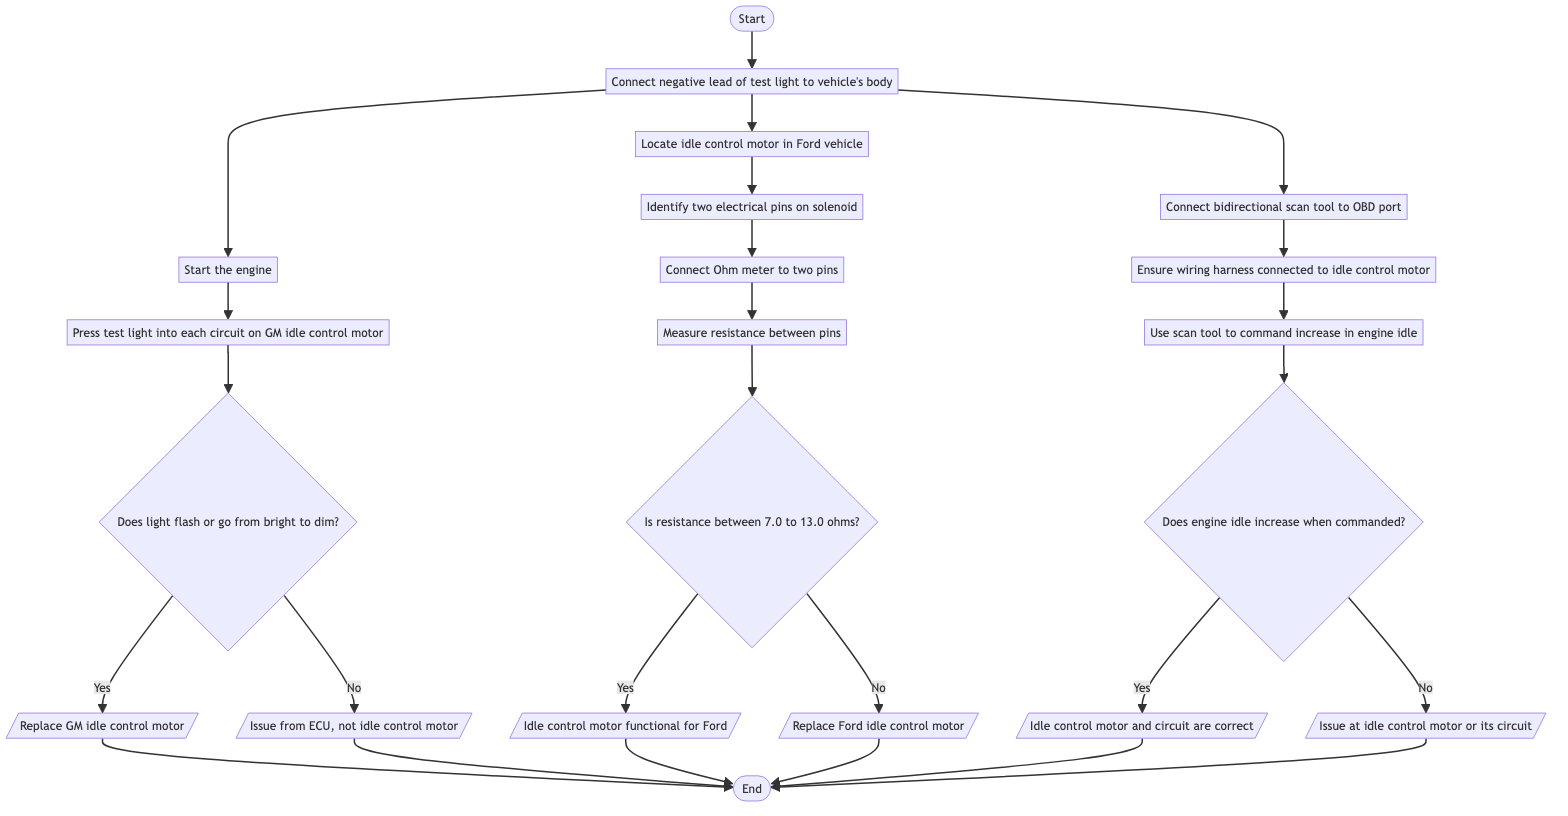 Start
Connect negative lead of test light to vehicle's body
Locate idle control motor in Ford vehicle
Identify two electrical pins on solenoid
Connect bidirectional scan tool to OBD port
Start the engine
Connect Ohm meter to two pins
Ensure wiring harness connected to idle control motor
Press test light into each circuit on GM idle control motor
Measure resistance between pins
Use scan tool to command increase in engine idle
Does light flash or go from bright to dim?
Is resistance between 7.0 to 13.0 ohms?
Does engine idle increase when commanded?
Yes
No
Yes
No
Yes
No
Replace GM idle control motor
Issue from ECU, not idle control motor
Idle control motor functional for Ford
Replace Ford idle control motor
Idle control motor and circuit are correct
Issue at idle control motor or its circuit
End